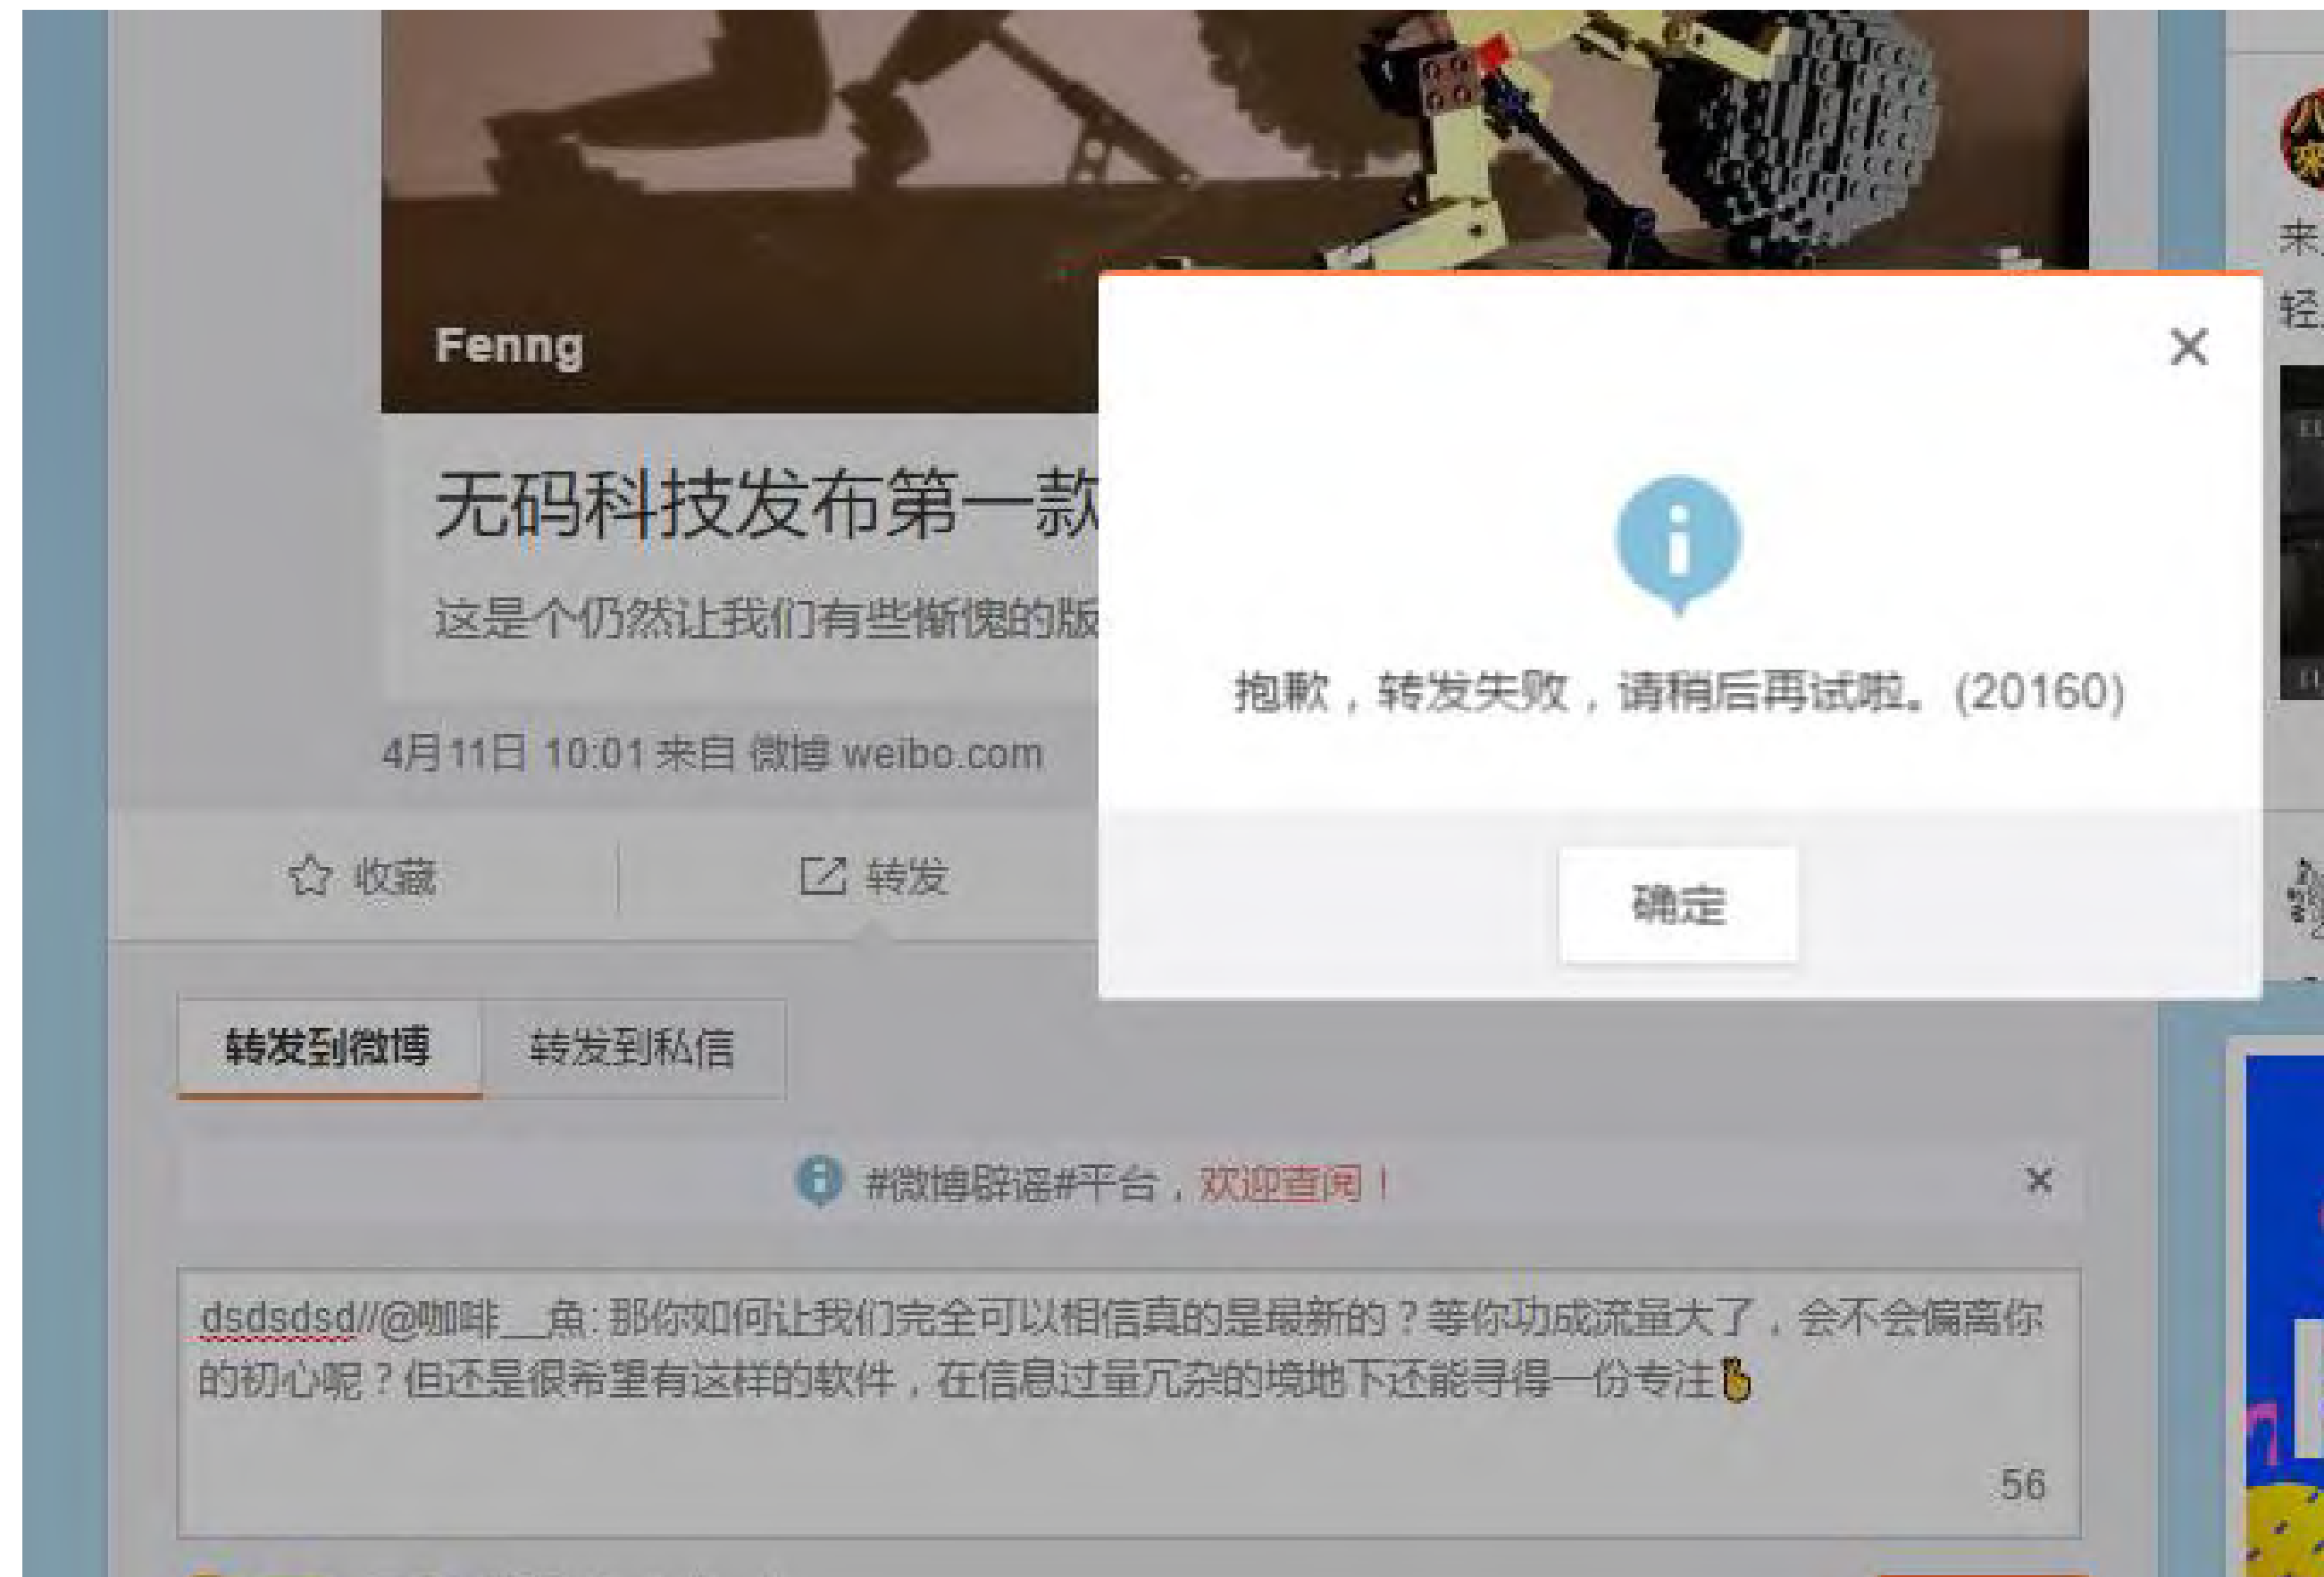 Fenng
无码科技发布第一款
这是个仍然让我们有些惭愧的版
4月11日 10:01 来自 微博 weibo.com
抱歉，转发失败，请稍后再试啦。(20160)
确定
收藏
转发
转发到微博
转发到私信
#微博辟谣#平台，欢迎查阅！
dsdsdsd//@咖啡__魚: 那你如何让我们完全可以相信真的是最新的？等你功成流量大了，会不会偏离你
的初心呢？但还是很希望有这样的软件，在信息过量冗杂的境地下还能寻得一份专注
56
来
轻